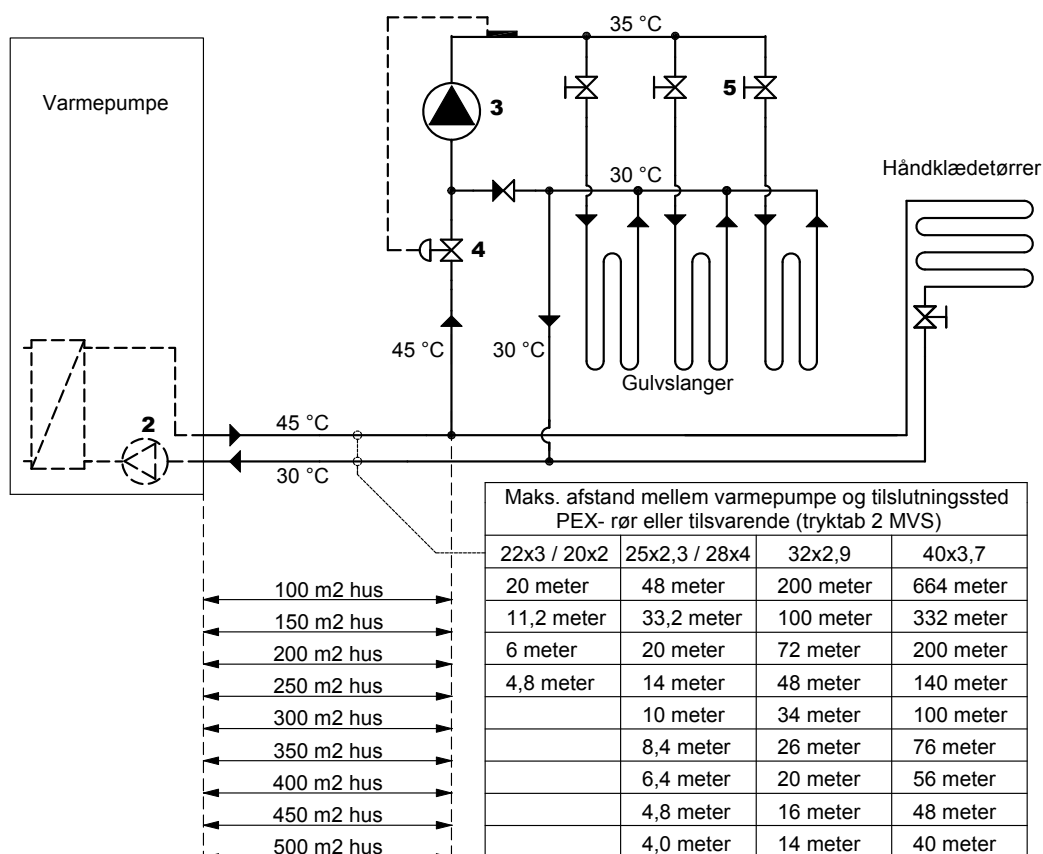 35 °C
Varmepumpe
3
5
Håndklædetørrer
30 °C
4
45 °C
30 °C
Gulvslanger
2
45 °C
30 °C
Maks. afstand mellem varmepumpe og tilslutningssted
PEX- rør eller tilsvarende (tryktab 2 MVS)
22x3 / 20x2 25x2,3 / 28x4 32x2,9 40x3,7
100 m2 hus 20 meter 48 meter 200 meter 664 meter
150 m2 hus 11,2 meter 33,2 meter 100 meter 332 meter
200 m2 hus 6 meter 20 meter 72 meter 200 meter
250 m2 hus 4,8 meter 14 meter 48 meter 140 meter
300 m2 hus 10 meter 34 meter 100 meter
350 m2 hus 8,4 meter 26 meter 76 meter
400 m2 hus 6,4 meter 20 meter 56 meter
450 m2 hus 4,8 meter 16 meter 48 meter
500 m2 hus 4,0 meter 14 meter 40 meter